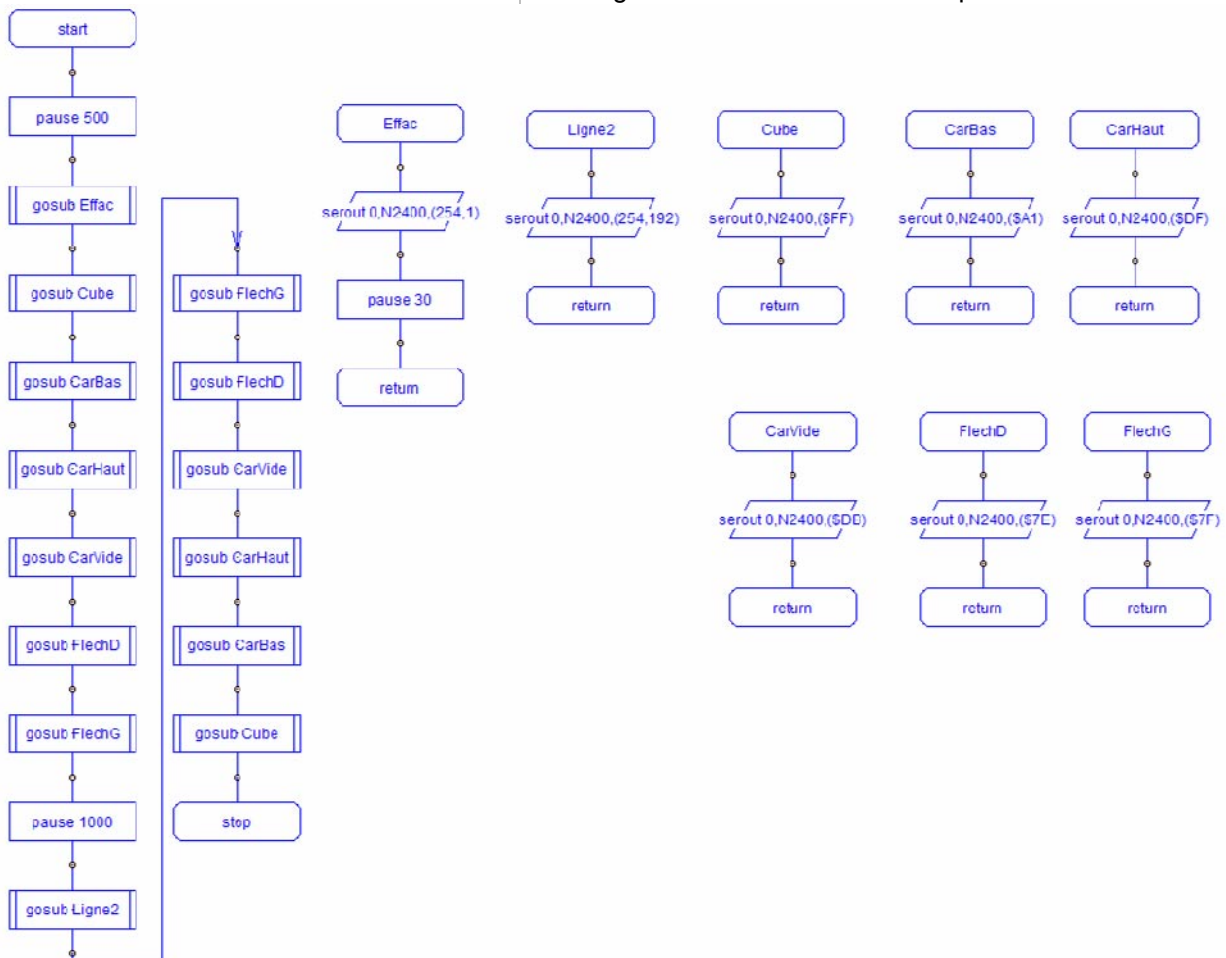 start
pause 500
gosub Effac
gosub Cube
gosub CarBas
gosub CarHaut
gosub CarVide
gosub FlechD
gosub FlechG
pause 1000
gosub Ligne2
gosub FlechG
gosub FlechD
gosub CarVide
gosub CarHaut
gosub CarBas
gosub Cube
stop
Effac
serout 0,N2400,(254,1)
pause 30
return
Ligne2
serout 0,N2400,(254,192)
return
Cube
serout 0,N2400,($FF)
return
CarBas
serout 0,N2400,($A1)
return
CarHaut
serout 0,N2400,($DF)
return
CarVide
serout 0,N2400,($DB)
return
FlechD
serout 0,N2400,($7E)
return
FlechG
serout 0,N2400,($7F)
return